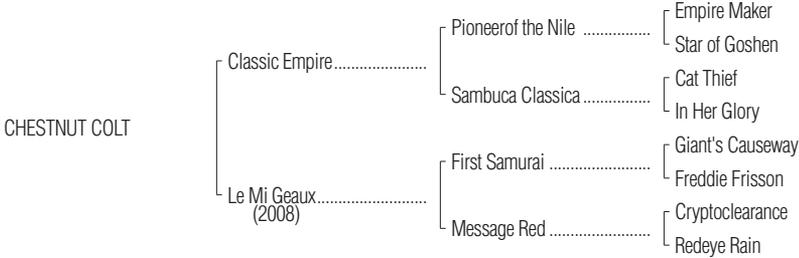 Empire Maker
Pioneerof the Nile ................
Star of Goshen
Classic Empire......................
Cat Thief
Sambuca Classica ................
In Her Glory
CHESTNUT COLT
Giant's Causeway
First Samurai ........................
Freddie Frisson
Le Mi Geaux..........................
(2008)
Cryptoclearance
Message Red ........................
Redeye Rain